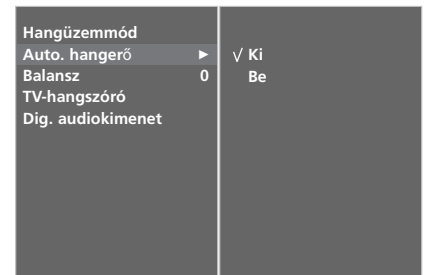 Hangüzemmód
Auto. hangerő ►
Balansz 0
TV-hangszóró
Dig. audiokimenet
√ Ki
Be